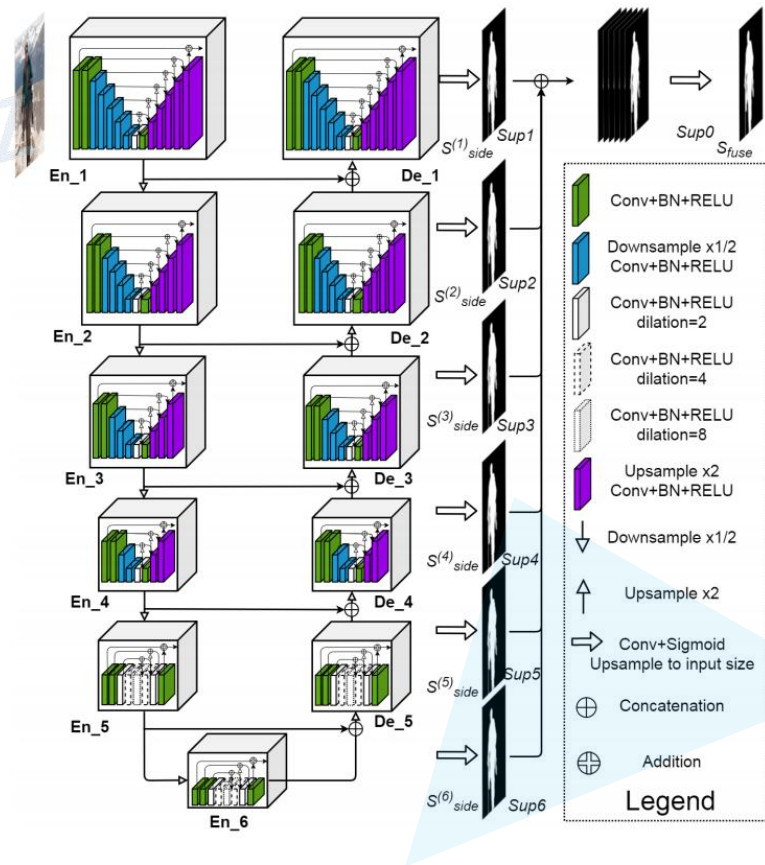 En_1
De_1
S(1)side
Sup1
Sup0
Sfuse
En_2
De_2
S(2)side
Sup2
En_3
De_3
S(3)side
Sup3
En_4
De_4
S(4)side
Sup4
En_5
De_5
S(5)side
Sup5
En_6
S(6)side
Sup6
Conv+BN+RELU
Downsample x1/2
Conv+BN+RELU
Conv+BN+RELU
dilation=2
Conv+BN+RELU
dilation=4
Conv+BN+RELU
dilation=8
Upsample x2
Conv+BN+RELU
Downsample x1/2
Upsample x2
Conv+Sigmoid
Upsample to input size
Concatenation
Addition
Legend